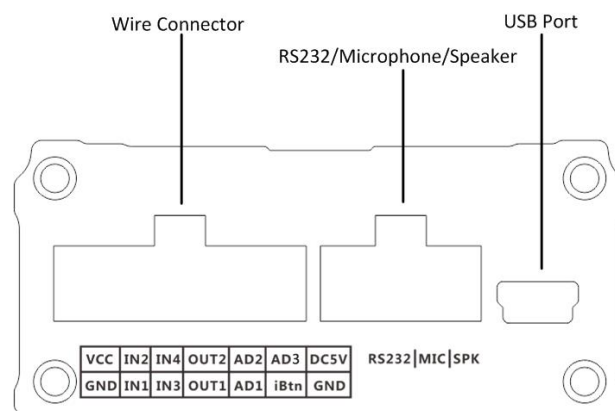 Wire Connector
USB Port
RS232/Microphone/Speaker
VCC IN2 IN4 OUT2 AD2 AD3 DC5V
GND IN1 IN3 OUT1 AD1 iBtn GND
RS232|MIC|SPK